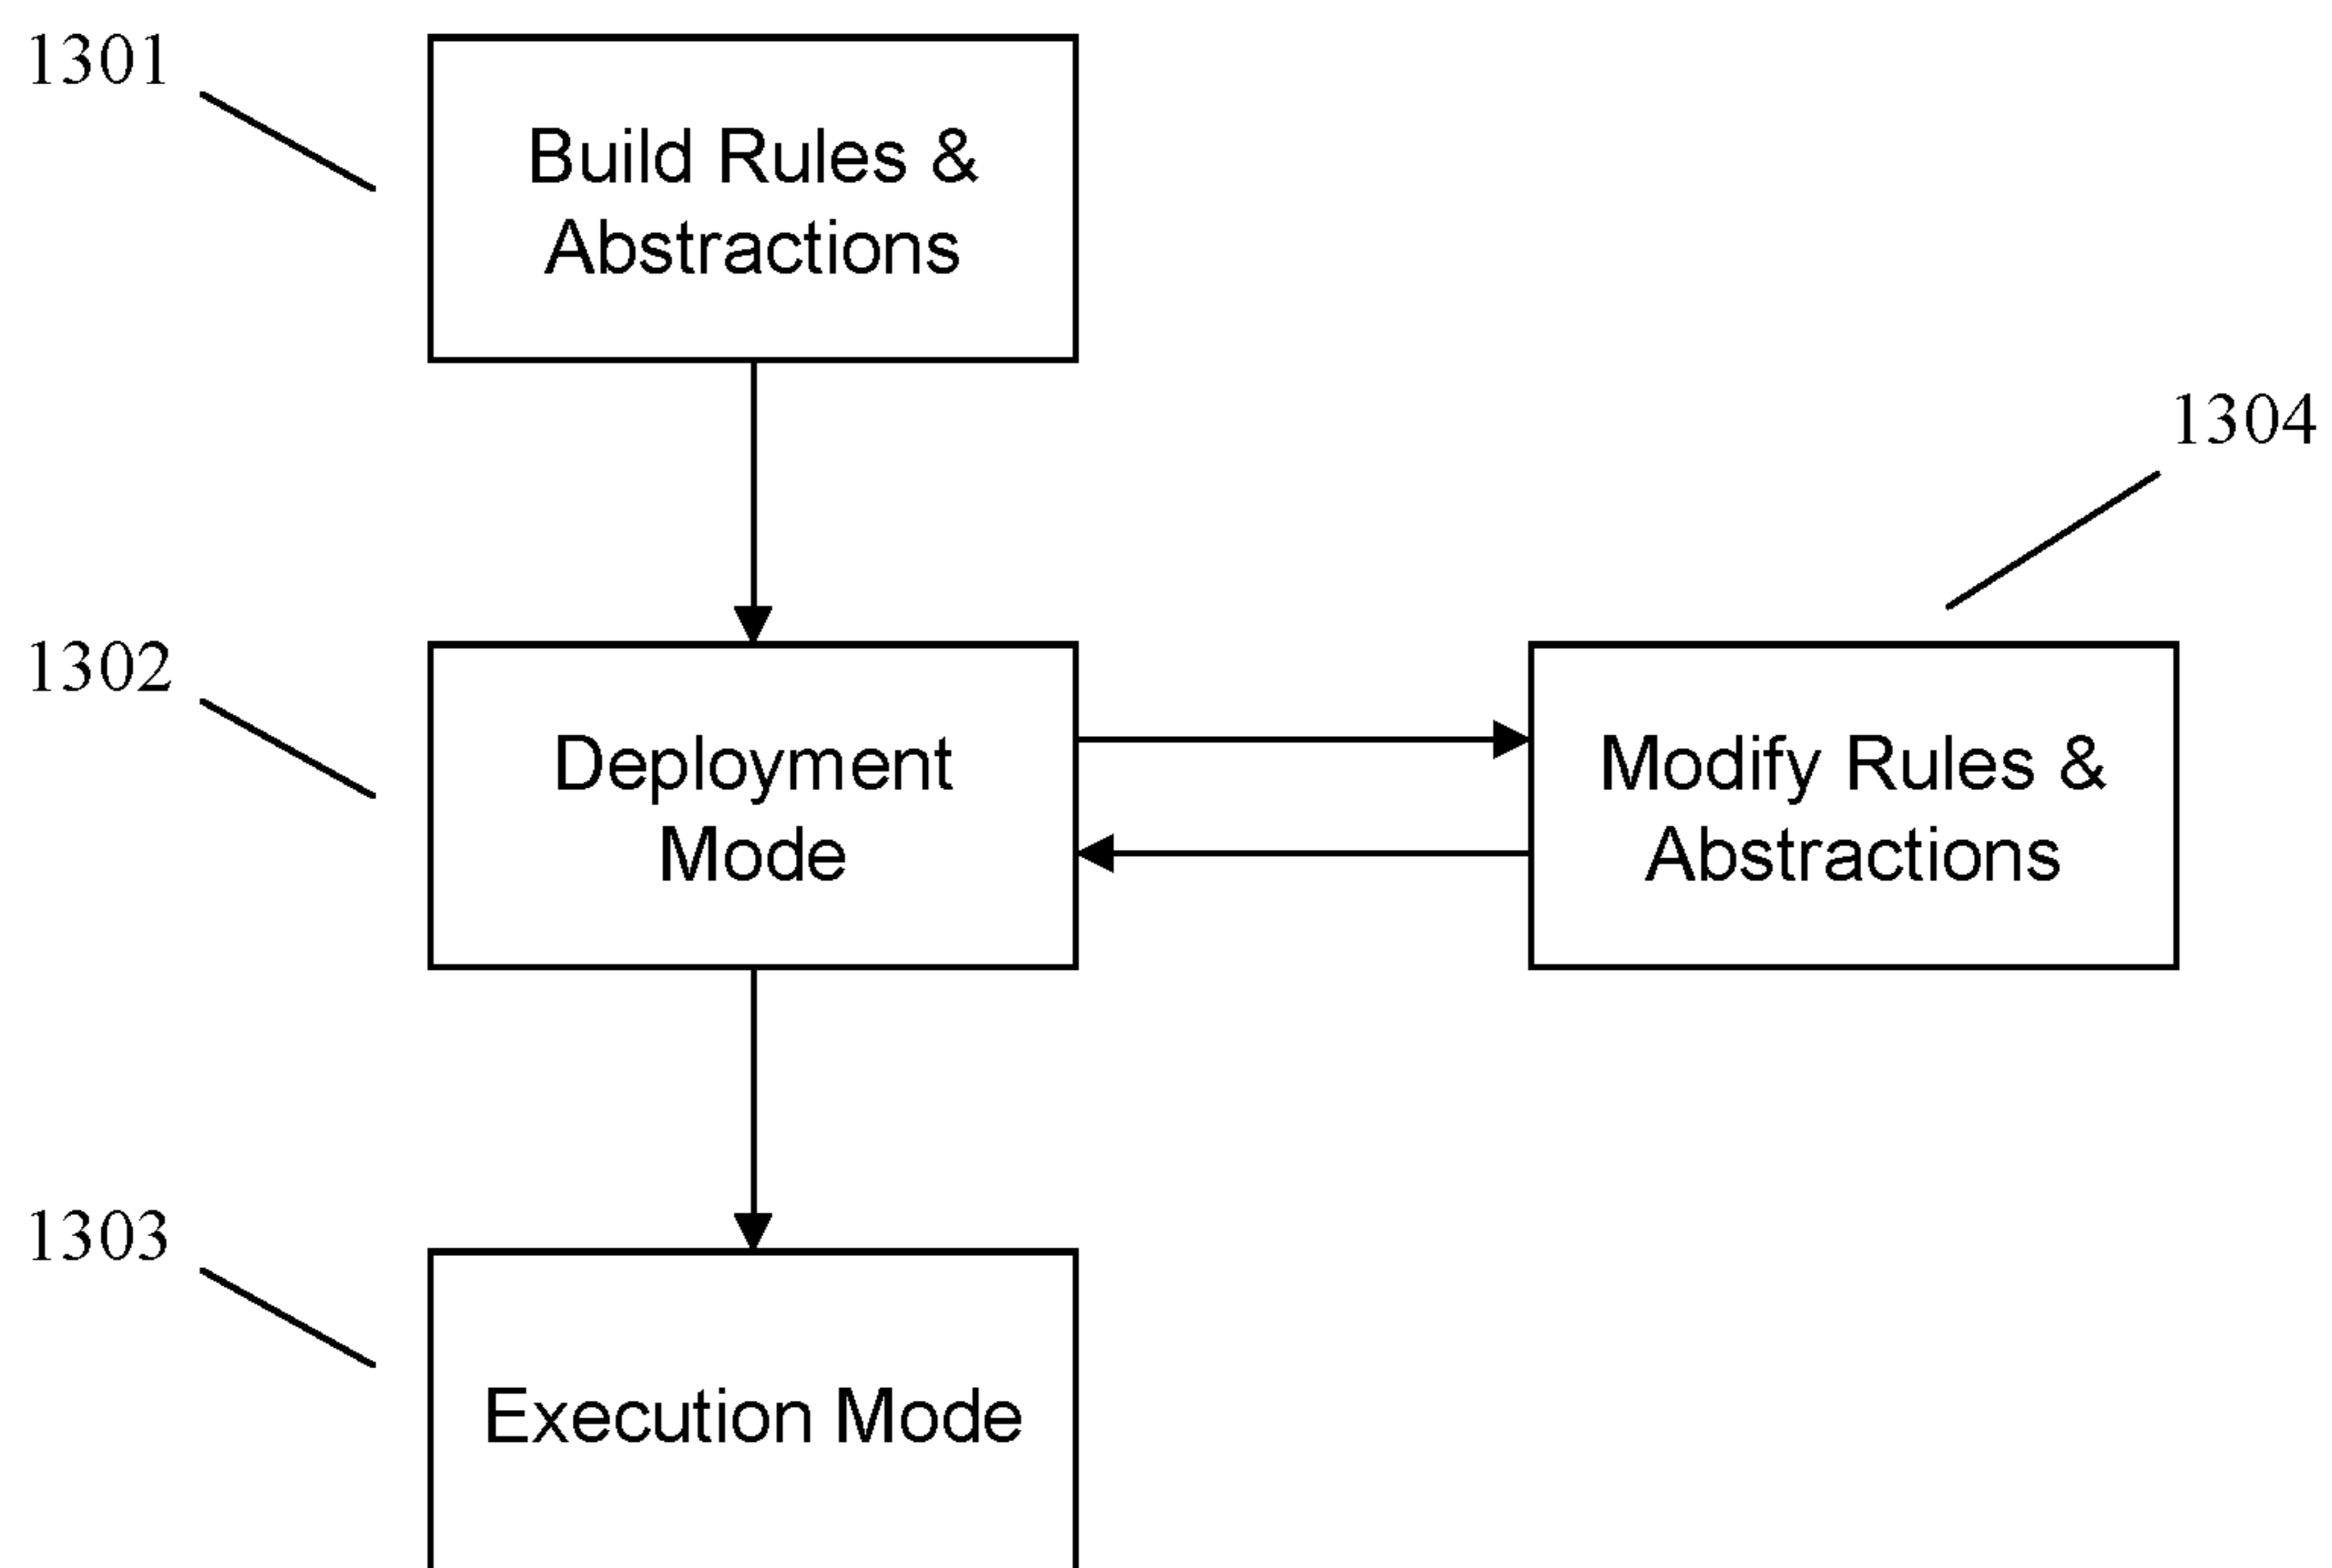 1301
Build Rules &
Abstractions
1304
1302
Deployment
Mode
Modify Rules &
Abstractions
1303
Execution Mode